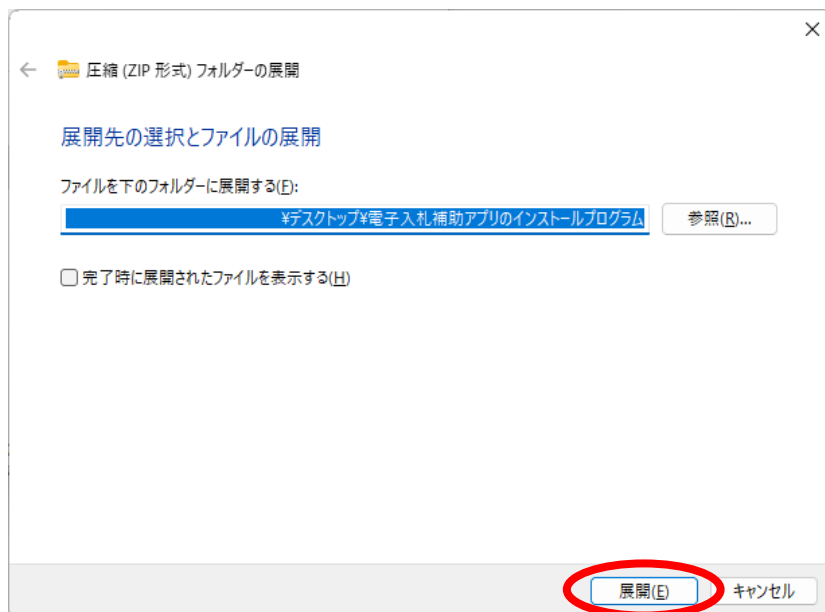 圧縮 (ZIP 形式) フォルダーの展開
展開先の選択とファイルの展開
ファイルを下のフォルダーに展開する(F):
¥デスクトップ¥電子入札補助アプリのインストールプログラム 参照(R)...
完了時に展開されたファイルを表示する(H)
展開(E) キャンセル